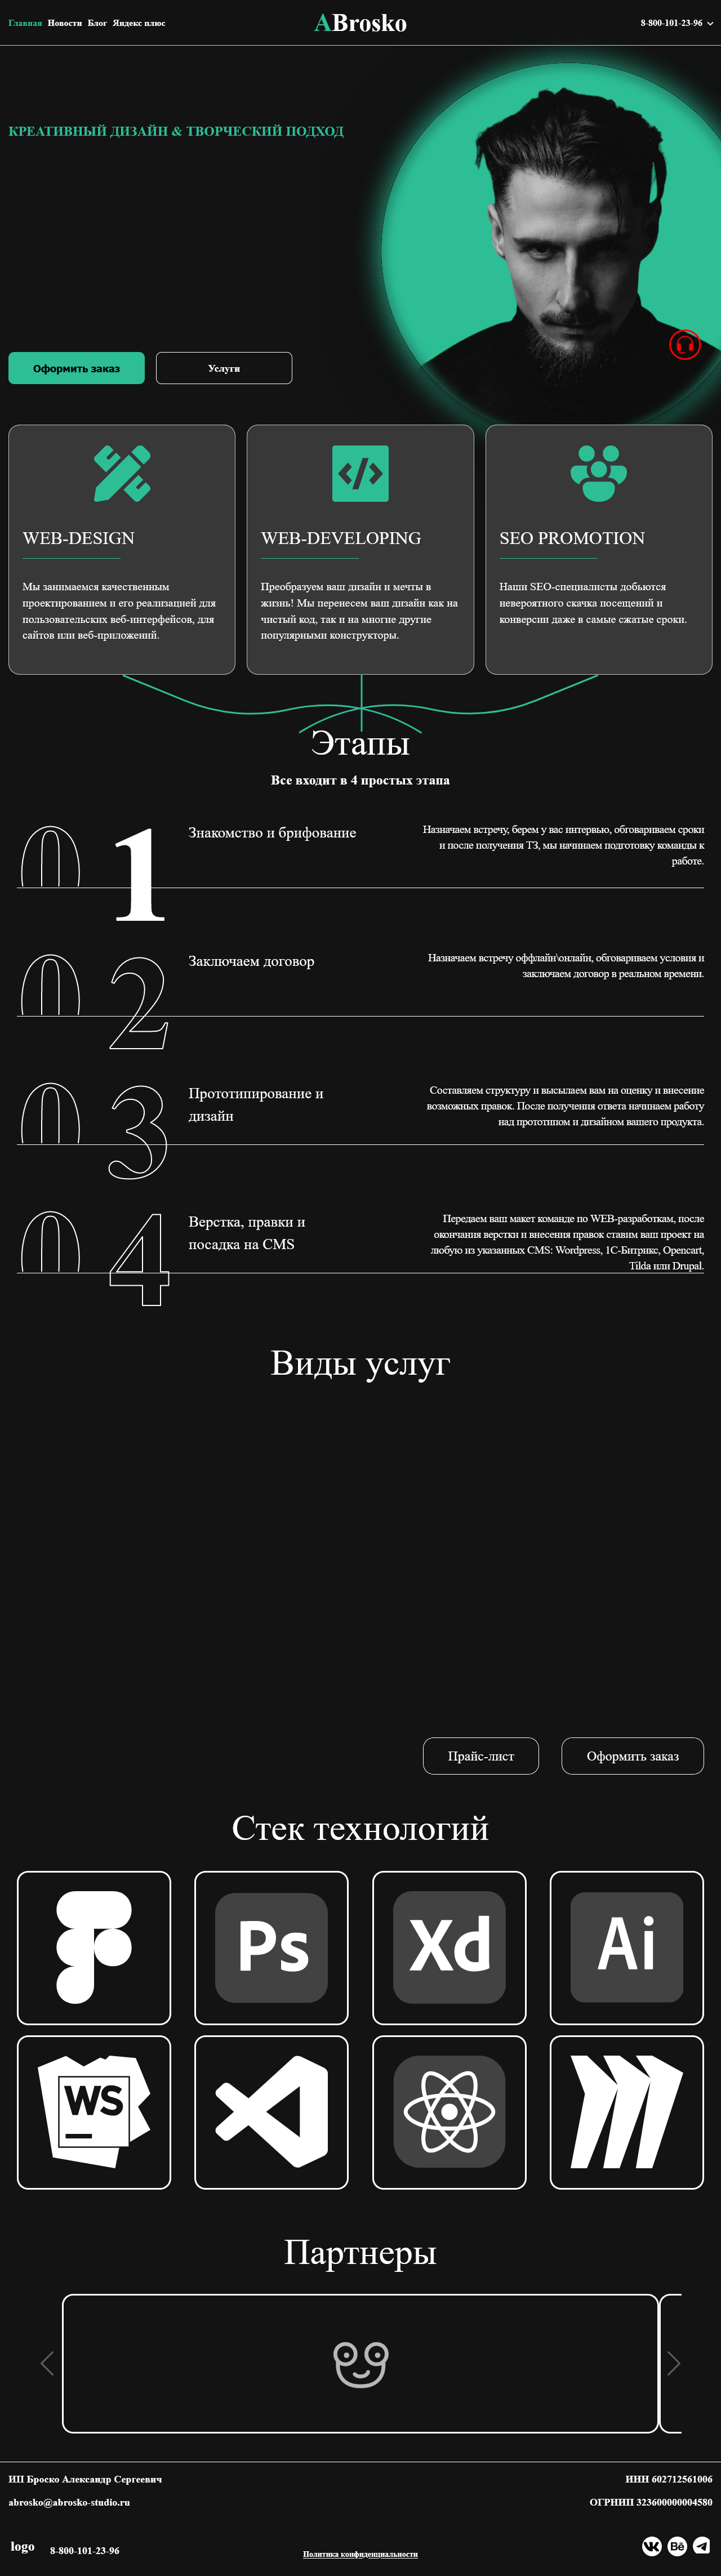 Главная Новости Блог Яндекс плюс
ABrosko
8-800-101-23-96
КРЕАТИВНЫЙ ДИЗАЙН & ТВОРЧЕСКИЙ ПОДХОД
Оформить заказ
Услуги
WEB-DESIGN
Мы занимаемся качественным
проектированием и его реализацией для
пользовательских веб-интерфейсов, для
сайтов или веб-приложений.
WEB-DEVELOPING
Преобразуем ваш дизайн и мечты в
жизнь! Мы перенесем ваш дизайн как на
чистый код, так и на многие другие
популярными конструкторы.
SEO PROMOTION
Наши SEO-специалисты добьются
невероятного скачка посещений и
конверсии даже в самые сжатые сроки.
Этапы
Все входит в 4 простых этапа
01
Знакомство и брифование
Назначаем встречу, берем у вас интервью, обговариваем сроки
и после получения ТЗ, мы начинаем подготовку команды к
работе.
02
Заключаем договор
Назначаем встречу оффлайн\онлайн, обговариваем условия и
заключаем договор в реальном времени.
03
Прототипирование и
дизайн
Составляем структуру и высылаем вам на оценку и внесение
возможных правок. После получения ответа начинаем работу
над прототипом и дизайном вашего продукта.
04
Верстка, правки и
посадка на CMS
Передаем ваш макет команде по WEB-разработкам, после
окончания верстки и внесения правок ставим ваш проект на
любую из указанных CMS: Wordpress, 1С-Битрикс, Opencart,
Tilda или Drupal.
Виды услуг
Прайс-лист
Оформить заказ
Стек технологий
Ps
Xd
Ai
WS
Партнеры
ИП Броско Александр Сергеевич
ИНН 602712561006
abrosko@abrosko-studio.ru
ОГРНИП 323600000004580
logo
8-800-101-23-96
Политика конфиденциальности
Bē